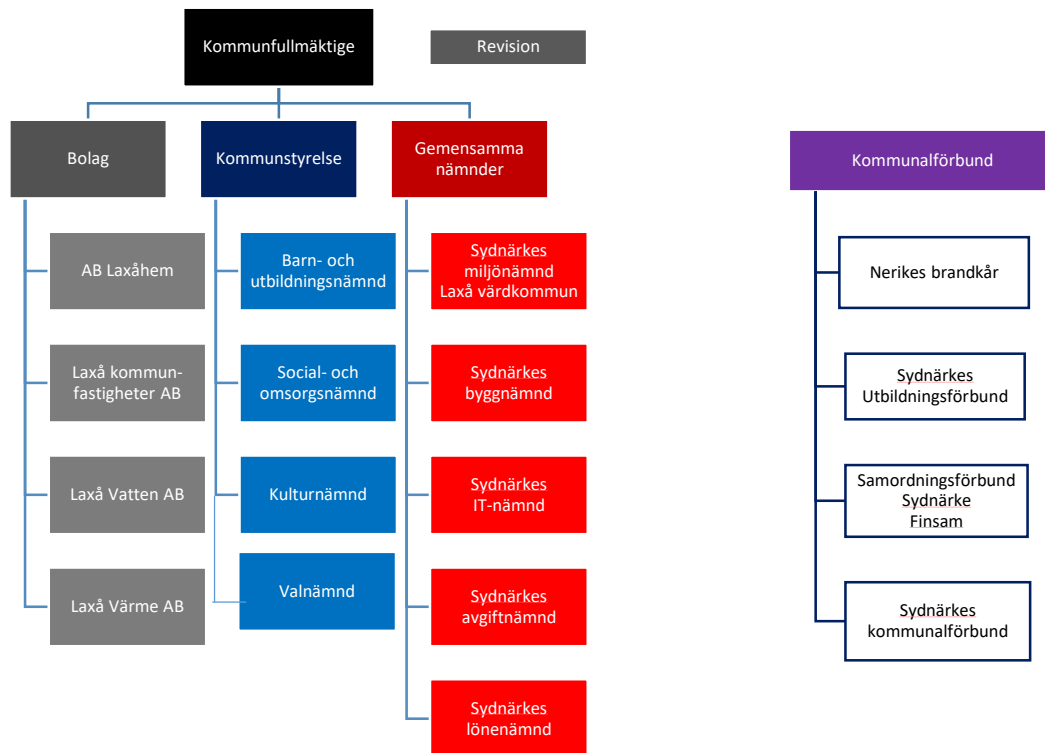 Kommunfullmäktige
Revision
Bolag
Kommunstyrelse
Gemensamma
nämnder
Kommunalförbund
AB Laxåhem
Barn- och
utbildningsnämnd
Sydnärkes
miljönämnd
Laxå värdkommun
Nerikes brandkår
Laxå kommun-
fastigheter AB
Social- och
omsorgsnämnd
Sydnärkes
byggnämnd
Sydnärkes
Utbildningsförbund
Laxå Vatten AB
Kulturnämnd
Sydnärkes
IT-nämnd
Samordningsförbund
Sydnärke
Finsam
Laxå Värme AB
Valnämnd
Sydnärkes
avgiftnämnd
Sydnärkes
kommunalförbund
Sydnärkes
lönenämnd